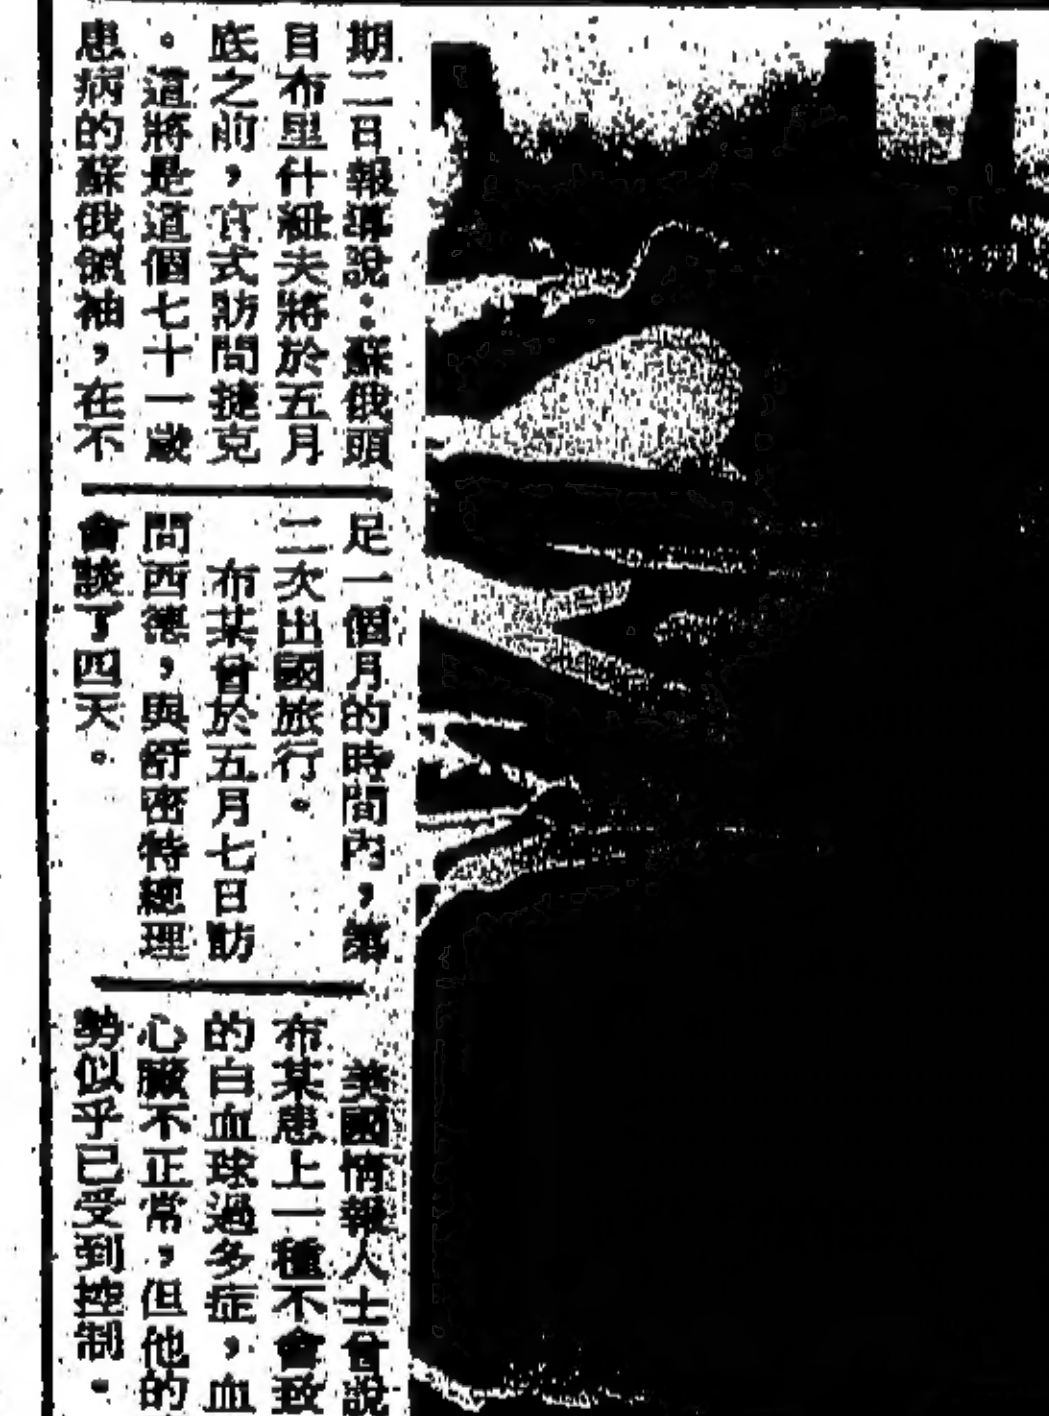 期二日報導說：蘇俄頭
目布里什紐夫將於五月
底之前，官式訪問捷克
。這將是這個七十一歲
患病的蘇俄領袖，在不
足一個月的時間內，第
二次出國旅行。
布某曾於五月七日訪
問西德，與舒密特總理
會談了四天。
美國情報人士曾說
布某患上一種不會致
的白血球過多症，血
心臟不正常，但他的
勢似乎已受到控制。